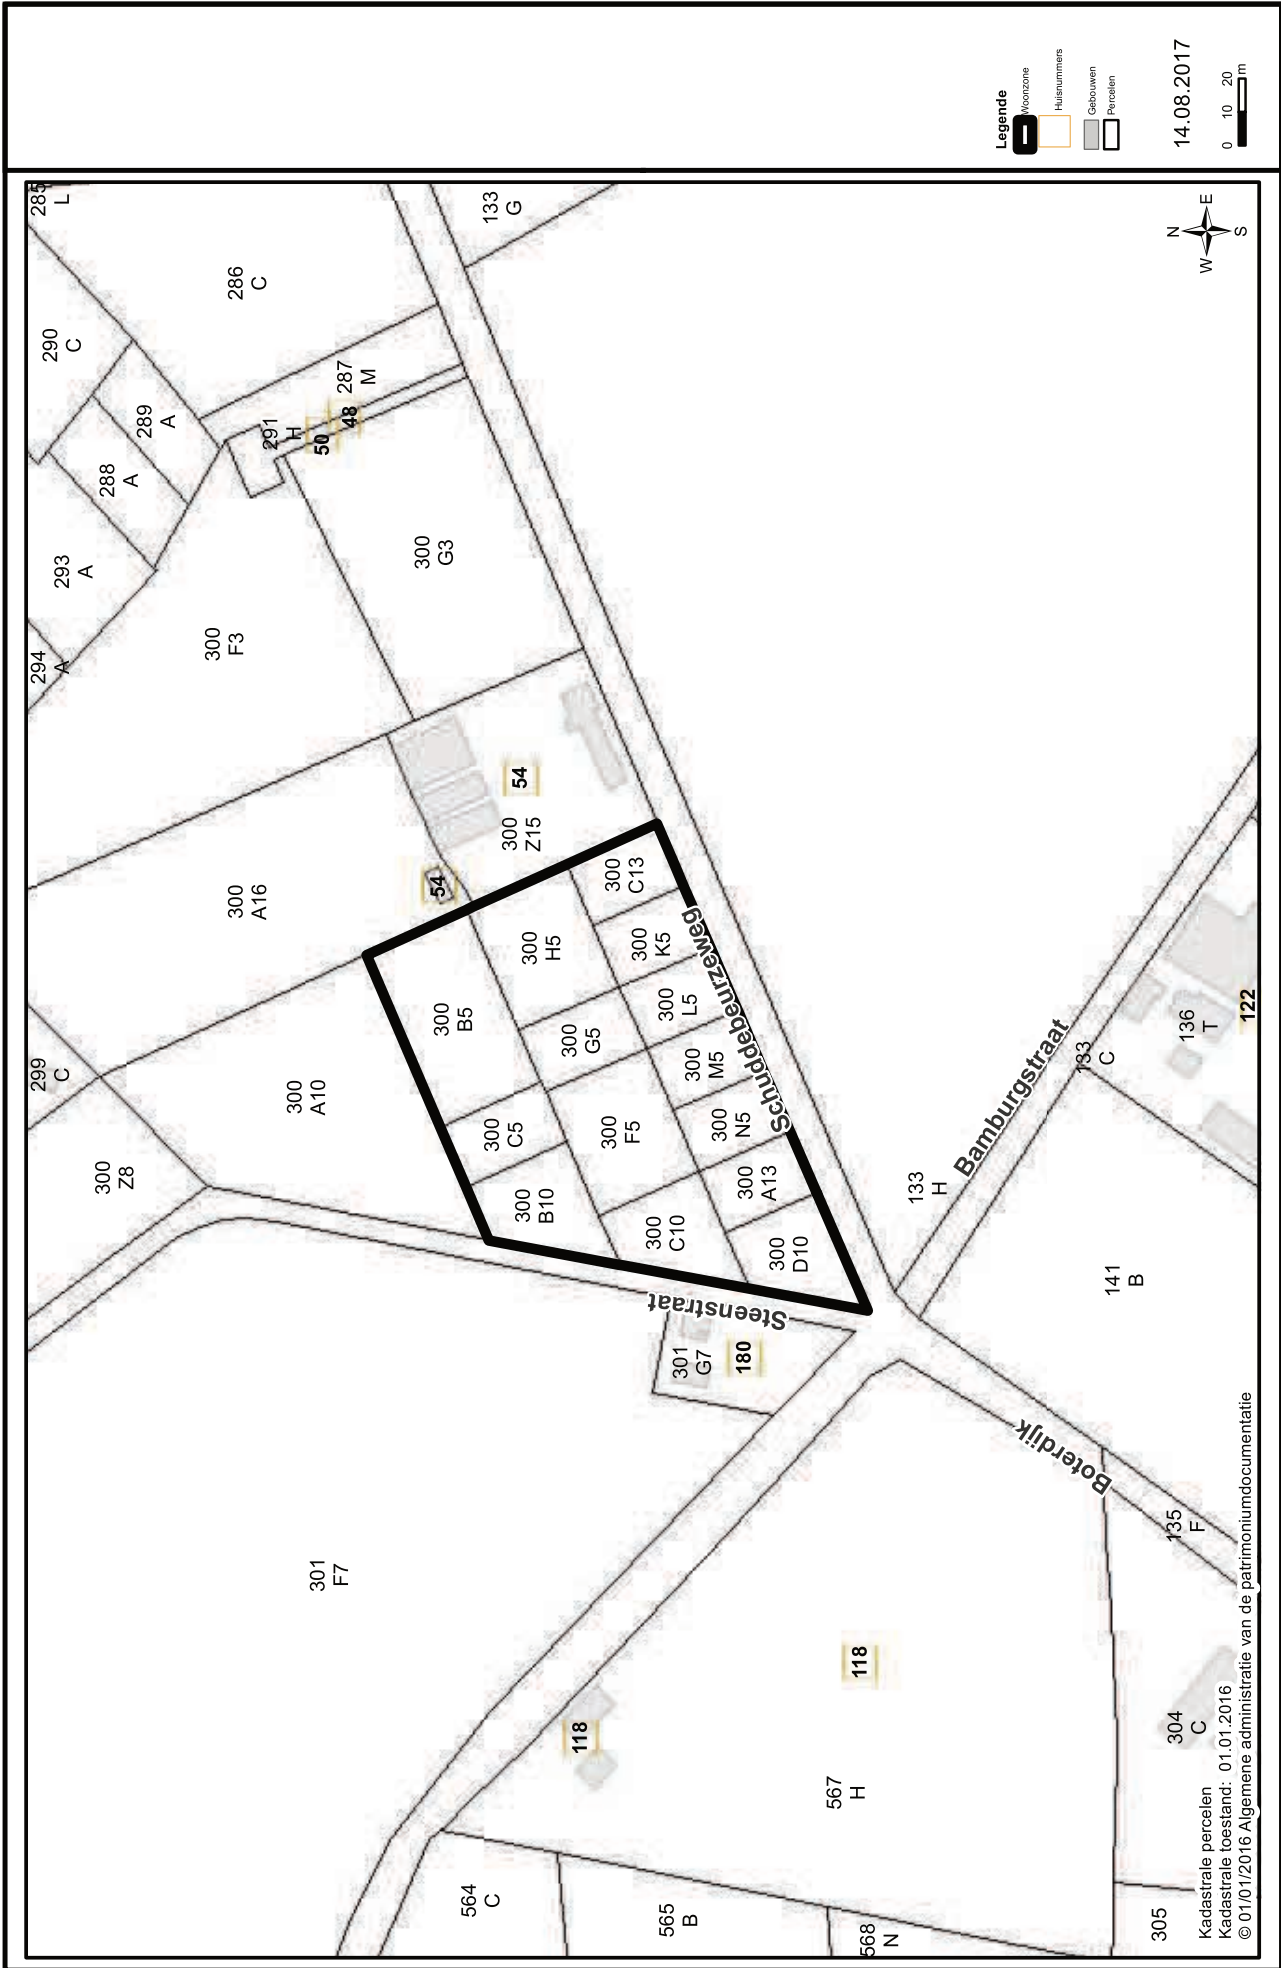 Legende
Woonzone
Huisnummers
Gebouwen
Percelen
14.08.2017
0 10 20
m
N
W E
S
285
L
290
C
286
C
133
G
289
A
287
M
288
A
291
H
50
48
293
A
300
G3
294
A
300
F3
54
300
Z15
54
300
A16
300
C13
300
H5
300
K5
300
B5
300
G5
300
L5
300
M5
299
C
300
A10
300
C5
300
F5
300
N5
300
Z8
300
B10
300
C10
300
A13
300
D10
Schuddebeurzeweg
Steenstraat
Bamburgstraat
Boterdijk
122
136
T
133
C
133
H
141
B
301
G7
180
135
F
301
F7
118
118
567
H
304
C
564
C
565
B
568
N
305
Kadastrale percelen
Kadastrale toestand: 01.01.2016
© 01/01/2016 Algemene administratie van de patrimoniumdocumentatie